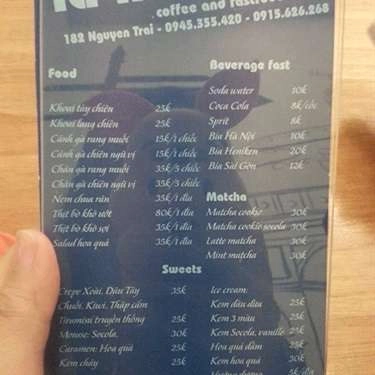 coffee and fastfood
182 Nguyen Trai - 0945.355.420 - 0915.626.268
Food
Khoai tây chiên 25k
Khoai lang chiên 25k
Cánh gà rang muối 15k/1 chiếc
Cánh gà chiên ngũ vị 15k/1 chiếc
Chân gà rang muối 35k/5 chiếc
Chân gà chiên ngũ vị 35k/5 chiếc
Nem chua rán 35k/1 đĩa
Thịt bò khô ướt 80k/1 đĩa
Thịt bò khô sợi 35k/1 đĩa
Salad hoa quả 35k/1 đĩa
Beverage fast
Soda water 10k
Coca Cola 8k/cốc
Sprit 8k
Bia Hà Nội 10k
Bia Heniken 20k
Bia Sài Gòn 12k
Matcha
Matcha cookie 30k
Matcha cookie socola 30k
Latte matcha 30k
Mint matcha 30k
Sweets
Crepe Xoài, Dâu Tây 35k
Chuối, Kiwi, Thập cẩm
Tiramisu truyền thống 25k
Mousse: Socola, 30k
Caramen: Hoa quả 25k
Kem cháy 25k
Ice cream:
Kem dâu dâu 25k
Kem 3 màu 25k
Kem Socola, vanille 25k
Hoa quả dầm 25k
Kem hoa quả 30k
Hướng dương 5k/đĩa